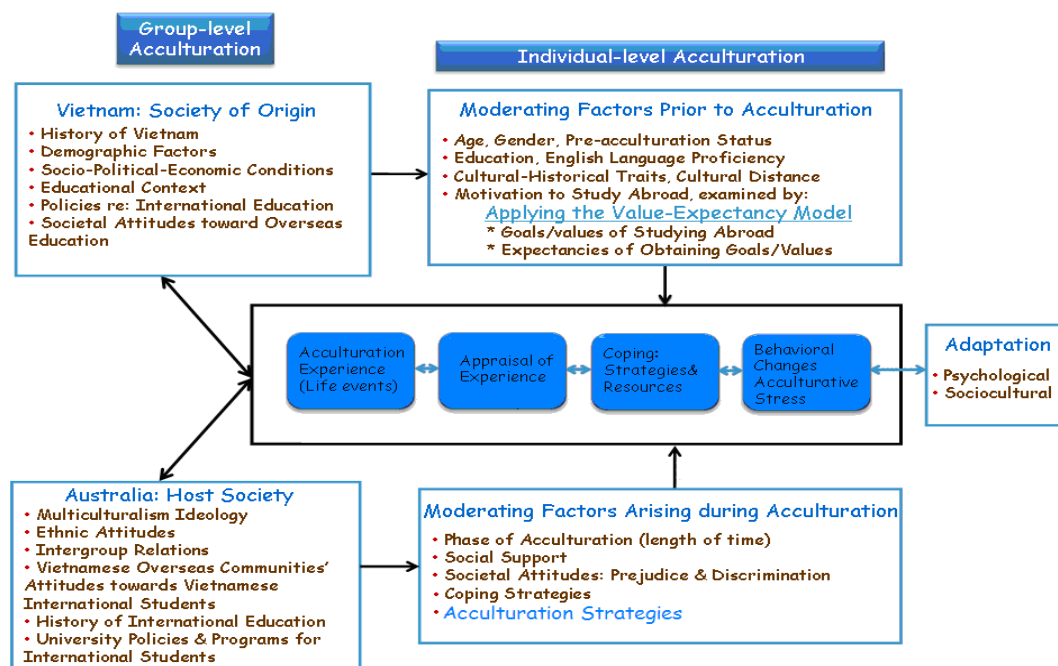 Group-level
Acculturation
Individual-level Acculturation
Vietnam: Society of Origin
• History of Vietnam
• Demographic Factors
• Socio-Political-Economic Conditions
• Educational Context
• Policies re: International Education
• Societal Attitudes toward Overseas
Education
Moderating Factors Prior to Acculturation
• Age, Gender, Pre-acculturation Status
• Education, English Language Proficiency
• Cultural-Historical Traits, Cultural Distance
• Motivation to Study Abroad, examined by:
Applying the Value-Expectancy Model
* Goals/values of Studying Abroad
* Expectancies of Obtaining Goals/Values
Acculturation
Experience
(Life events)
Appraisal of
Experience
Coping:
Strategies&
Resources
Behavioral
Changes
Acculturative
Stress
Adaptation
• Psychological
• Sociocultural
Australia: Host Society
• Multiculturalism Ideology
• Ethnic Attitudes
• Intergroup Relations
• Vietnamese Overseas Communities'
Attitudes towards Vietnamese
International Students
• History of International Education
• University Policies & Programs for
International Students
Moderating Factors Arising during Acculturation
• Phase of Acculturation (length of time)
• Social Support
• Societal Attitudes: Prejudice & Discrimination
• Coping Strategies
• Acculturation Strategies